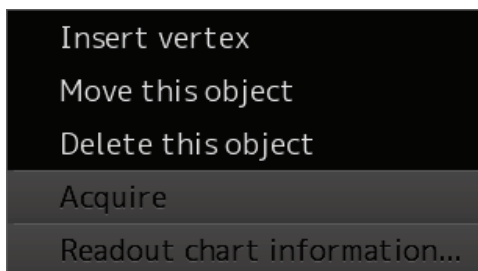 Insert vertex
Move this object
Delete this object
Acquire
Readout chart information...